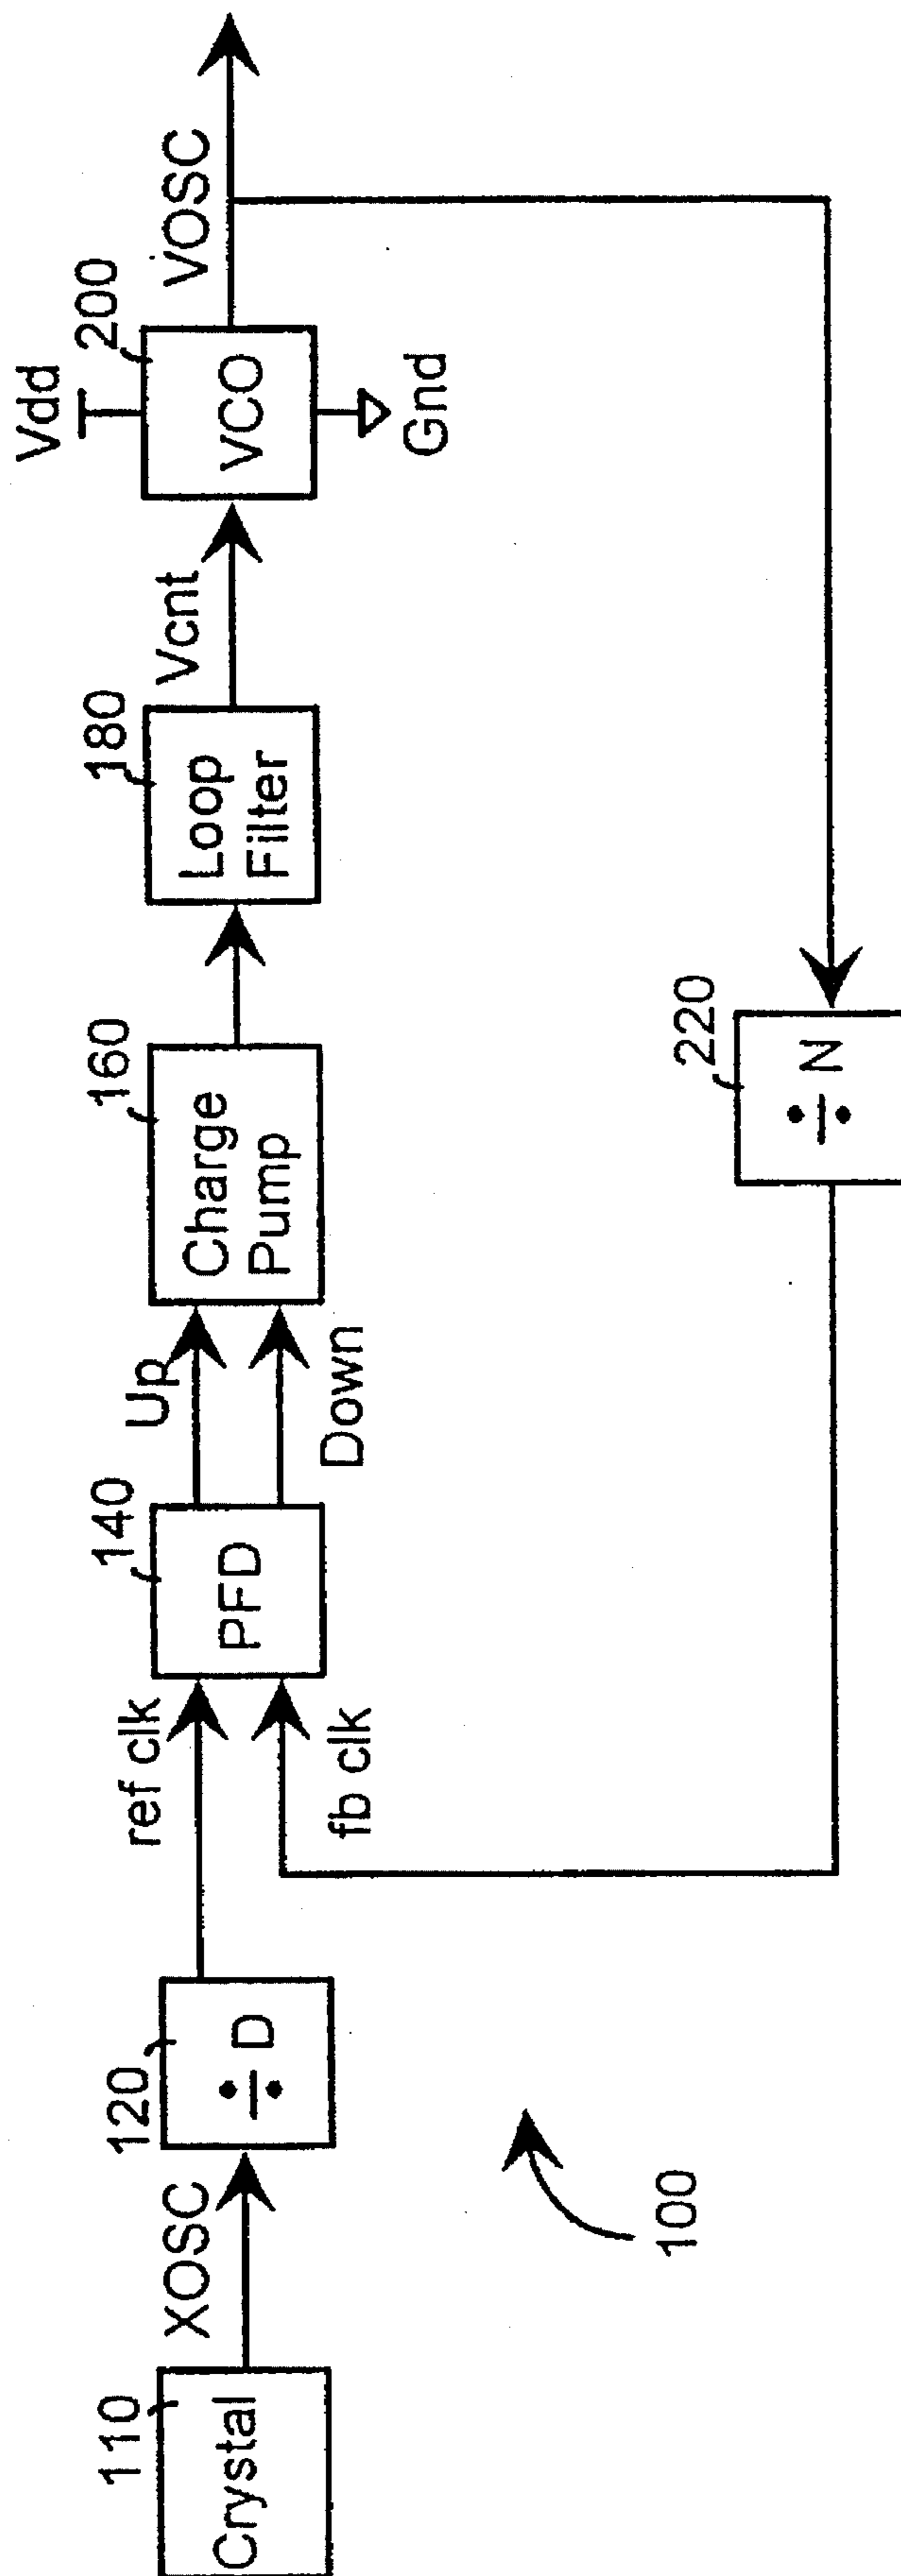 110
Crystal
XOSC
120
÷ D
ref clk
fb clk
140
PFD
Up
Down
160
Charge
Pump
180
Loop
Filter
Vcnt
Vdd
200
VCO
Gnd
VOSC
220
÷ N
100